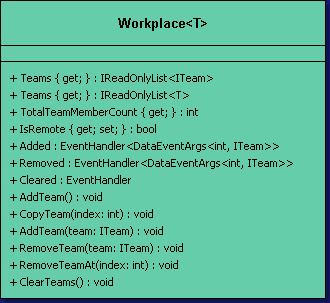 Workplace<T>
+ Teams { get; } : IReadOnlyList<ITeam>
+ Teams { get; } : IReadOnlyList<T>
+ TotalTeamMemberCount { get; } : int
+ IsRemote { get; set; } : bool
+ Added : EventHandler<DataEventArgs<int, ITeam>>
+ Removed : EventHandler<DataEventArgs<int, ITeam>>
+ Cleared : EventHandler
+ AddTeam() : void
+ CopyTeam(index: int) : void
+ AddTeam(team: ITeam) : void
+ RemoveTeam(team: ITeam) : void
+ RemoveTeamAt(index: int) : void
+ ClearTeams() : void